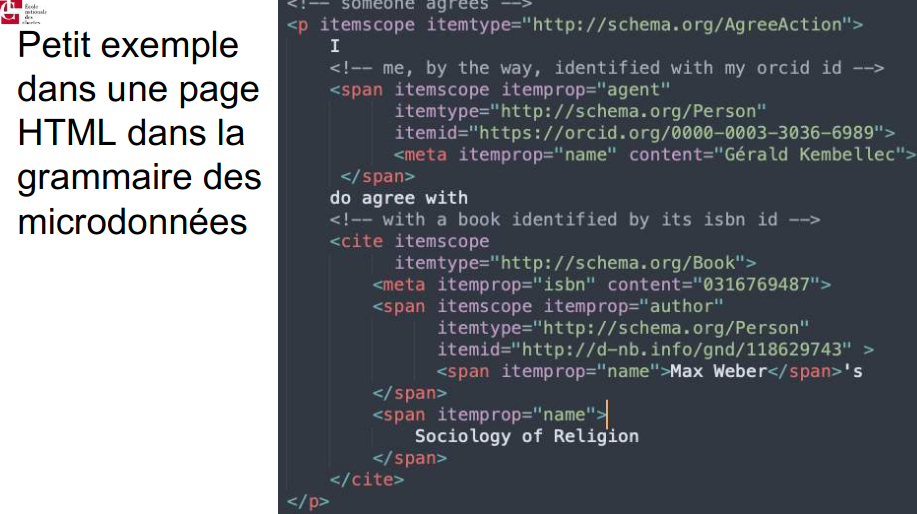 École
nationale
des
chartes
Petit exemple
dans une page
HTML dans la
grammaire des
microdonnées
<!-- someone agrees -->
<p itemscope itemtype="http://schema.org/AgreeAction">
I
<!-- me, by the way, identified with my orcid id -->
<span itemscope itemprop="agent"
itemtype="http://schema.org/Person"
itemid="https://orcid.org/0000-0003-3036-6989">
<meta itemprop="name" content="Gérald Kembellec">
</span>
do agree with
<!-- with a book identified by its isbn id -->
<cite itemscope
itemtype="http://schema.org/Book">
<meta itemprop="isbn" content="0316769487">
<span itemscope itemprop="author"
itemtype="http://schema.org/Person"
itemid="http://d-nb.info/gnd/118629743" >
<span itemprop="name">Max Weber</span>'s
</span>
<span itemprop="name">
Sociology of Religion
</span>
</cite>
</p>